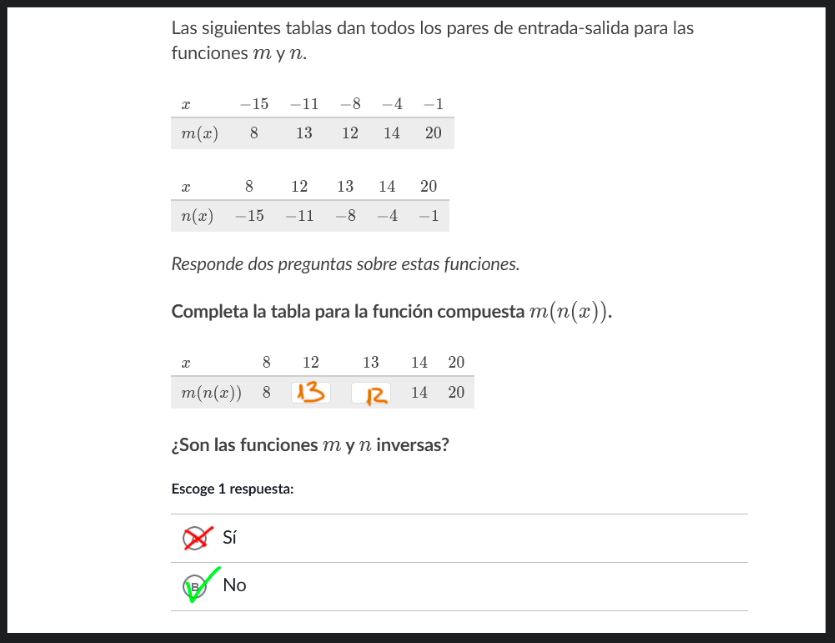 Las siguientes tablas dan todos los pares de entrada-salida para las
funciones m y n.
x −15 −11 −8 −4 −1
m(x) 8 13 12 14 20
x 8 12 13 14 20
n(x) −15 −11 −8 −4 −1
Responde dos preguntas sobre estas funciones.
Completa la tabla para la función compuesta m(n(x)).
x 8 12 13 14 20
m(n(x)) 8 13 12 14 20
¿Son las funciones m y n inversas?
Escoge 1 respuesta:
Sí
B No